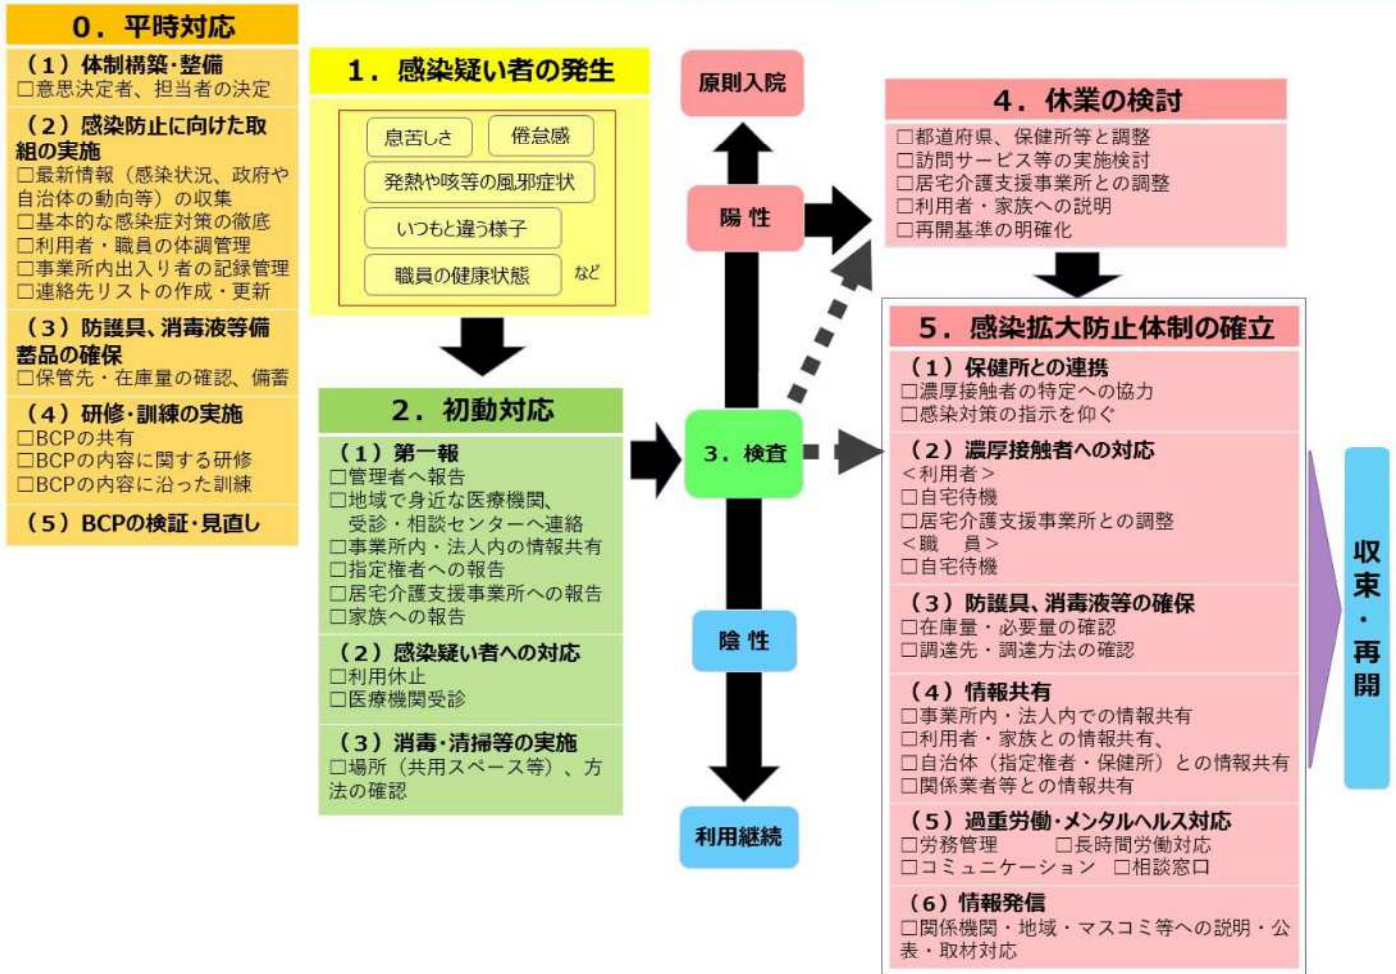 0．平時対応
（1）体制構築・整備
□意思決定者、担当者の決定
（2）感染防止に向けた取
組の実施
□最新情報（感染状況、政府や
自治体の動向等）の収集
□基本的な感染症対策の徹底
□利用者・職員の体調管理
□事業所内出入り者の記録管理
□連絡先リストの作成・更新
（3）防護具、消毒液等備
蓄品の確保
□保管先・在庫量の確認、備蓄
（4）研修・訓練の実施
□BCPの共有
□BCPの内容に関する研修
□BCPの内容に沿った訓練
（5）BCPの検証・見直し
1．感染疑い者の発生
息苦しさ
倦怠感
発熱や咳等の風邪症状
いつもと違う様子
職員の健康状態
など
2．初動対応
（1）第一報
□管理者へ報告
□地域で身近な医療機関、
受診・相談センターへ連絡
□事業所内・法人内の情報共有
□指定権者への報告
□居宅介護支援事業所への報告
□家族への報告
（2）感染疑い者への対応
□利用休止
□医療機関受診
（3）消毒・清掃等の実施
□場所（共用スペース等）、方
法の確認
原則入院
陽 性
3．検査
陰 性
利用継続
4．休業の検討
□都道府県、保健所等と調整
□訪問サービス等の実施検討
□居宅介護支援事業所との調整
□利用者・家族への説明
□再開基準の明確化
5．感染拡大防止体制の確立
（1）保健所との連携
□濃厚接触者の特定への協力
□感染対策の指示を仰ぐ
（2）濃厚接触者への対応
＜利用者＞
□自宅待機
□居宅介護支援事業所との調整
＜職　員＞
□自宅待機
（3）防護具、消毒液等の確保
□在庫量・必要量の確認
□調達先・調達方法の確認
（4）情報共有
□事業所内・法人内での情報共有
□利用者・家族との情報共有、
□自治体（指定権者・保健所）との情報共有
□関係業者等との情報共有
（5）過重労働・メンタルヘルス対応
□労務管理　　□長時間労働対応
□コミュニケーション　□相談窓口
（6）情報発信
□関係機関・地域・マスコミ等への説明・公
表・取材対応
収束・再開